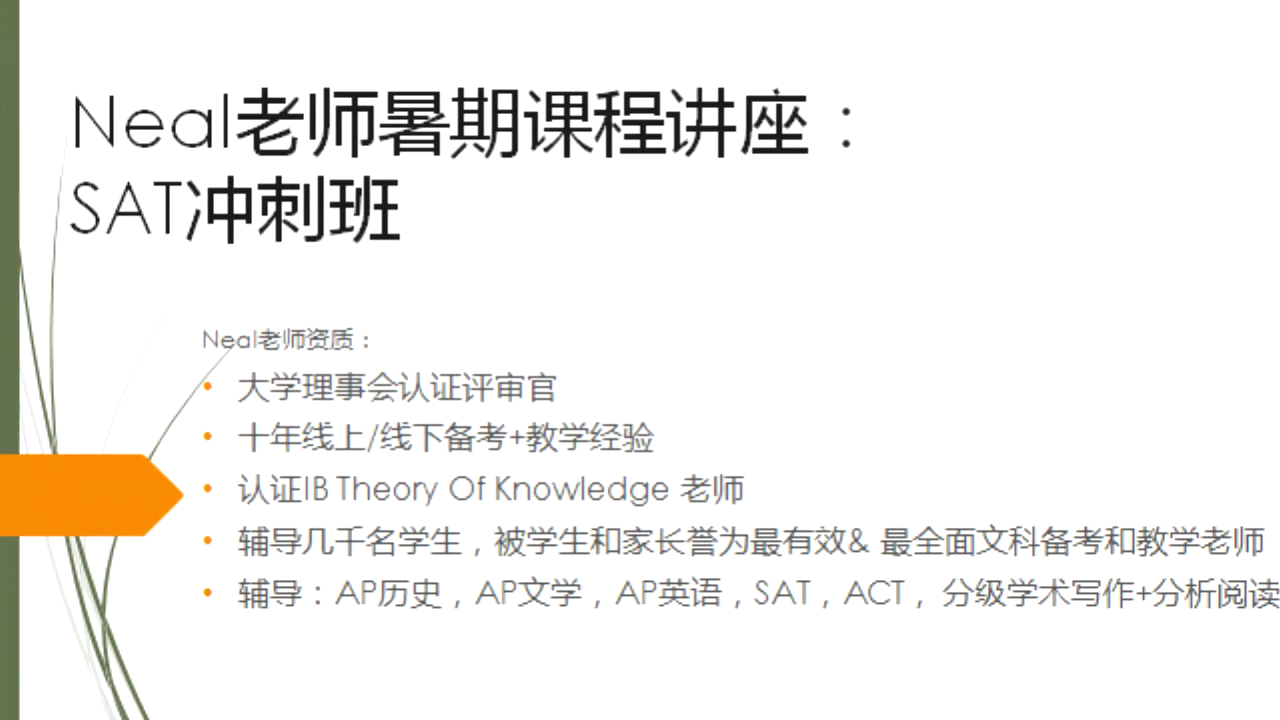 Neal老师暑期课程讲座：
SAT冲刺班
Neal老师资质：
• 大学理事会认证评审官
• 十年线上/线下备考+教学经验
• 认证IB Theory Of Knowledge 老师
• 辅导几千名学生，被学生和家长誉为最有效& 最全面文科备考和教学老师
• 辅导：AP历史，AP文学，AP英语，SAT，ACT， 分级学术写作+分析阅读